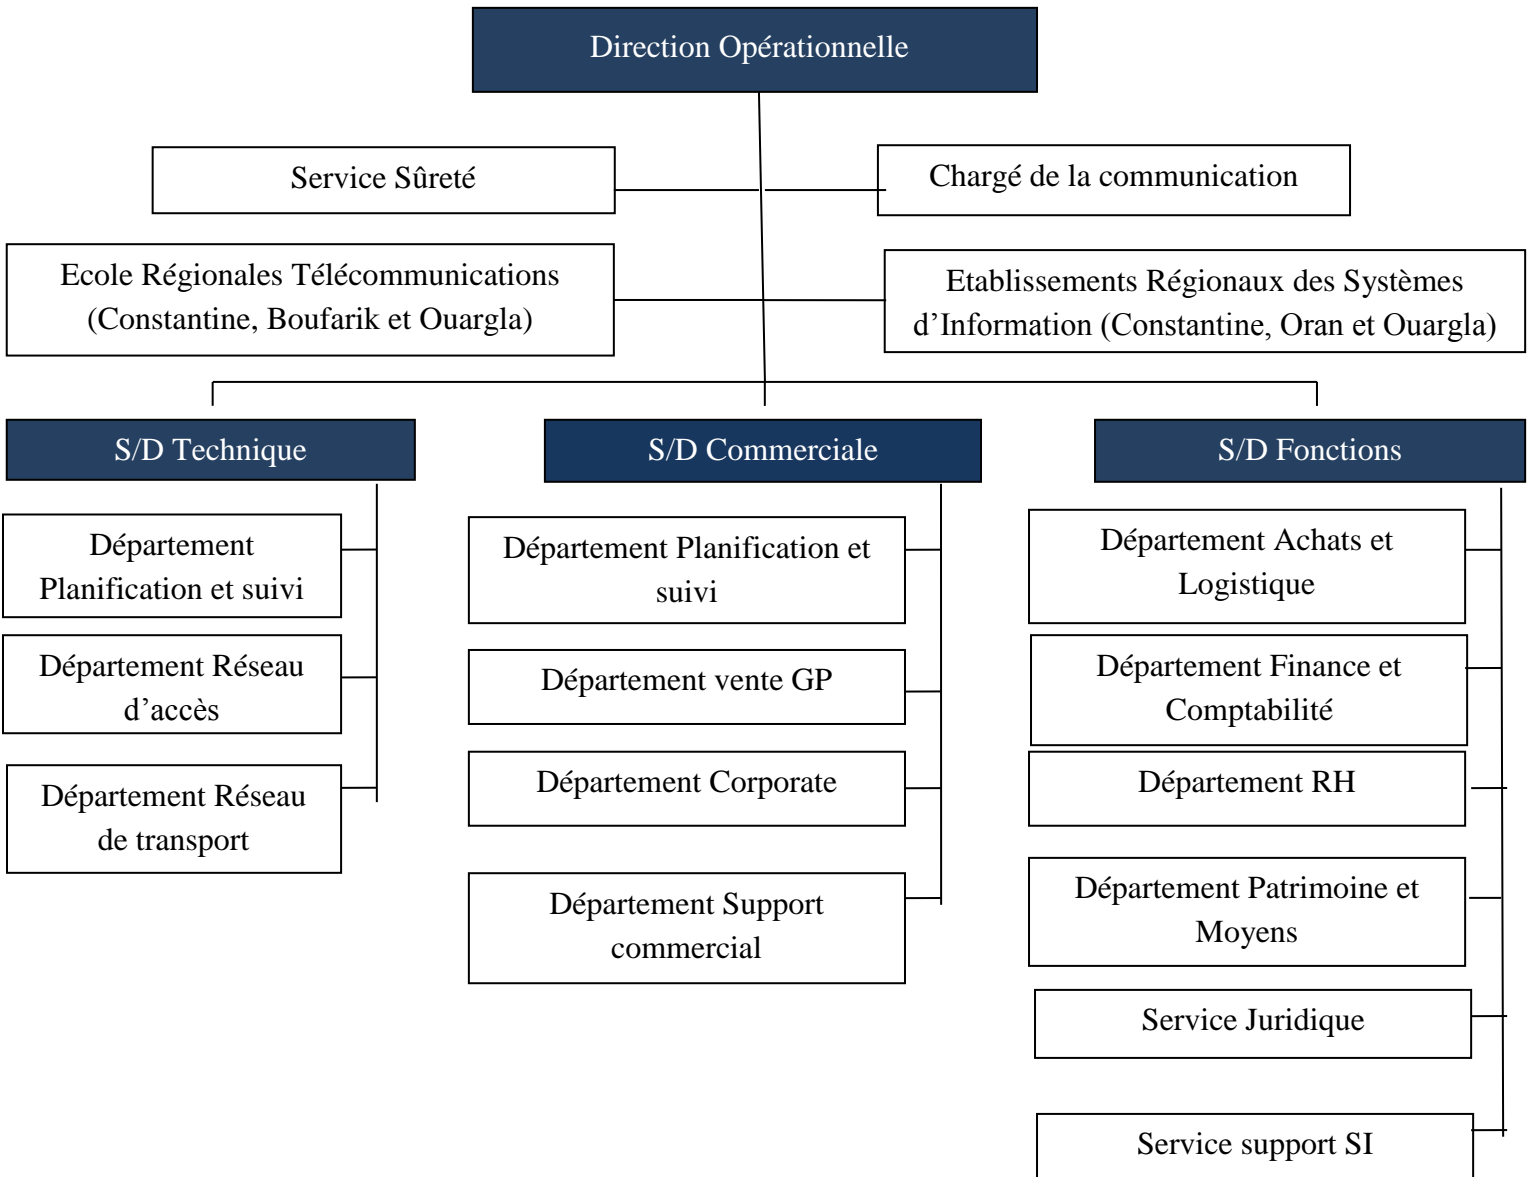 Direction Opérationnelle
Service Sûreté
Chargé de la communication
Ecole Régionales Télécommunications
(Constantine, Boufarik et Ouargla)
Etablissements Régionaux des Systèmes
d’Information (Constantine, Oran et Ouargla)
S/D Technique
S/D Commerciale
S/D Fonctions
Département
Planification et suivi
Département Réseau
d’accès
Département Réseau
de transport
Département Planification et
suivi
Département vente GP
Département Corporate
Département Support
commercial
Département Achats et
Logistique
Département Finance et
Comptabilité
Département RH
Département Patrimoine et
Moyens
Service Juridique
Service support SI